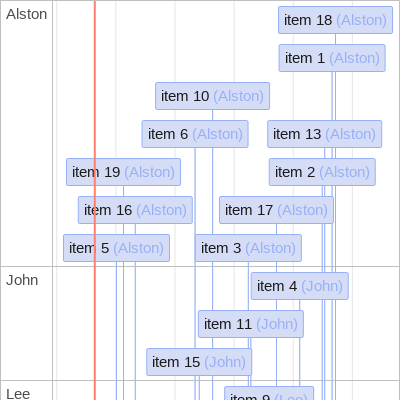 Alston
item 18 (Alston)
item 1 (Alston)
item 10 (Alston)
item 6 (Alston)
item 13 (Alston)
item 19 (Alston)
item 2 (Alston)
item 16 (Alston)
item 17 (Alston)
item 5 (Alston)
item 3 (Alston)
John
item 4 (John)
item 11 (John)
item 15 (John)
Lee
item 9 (Lee)